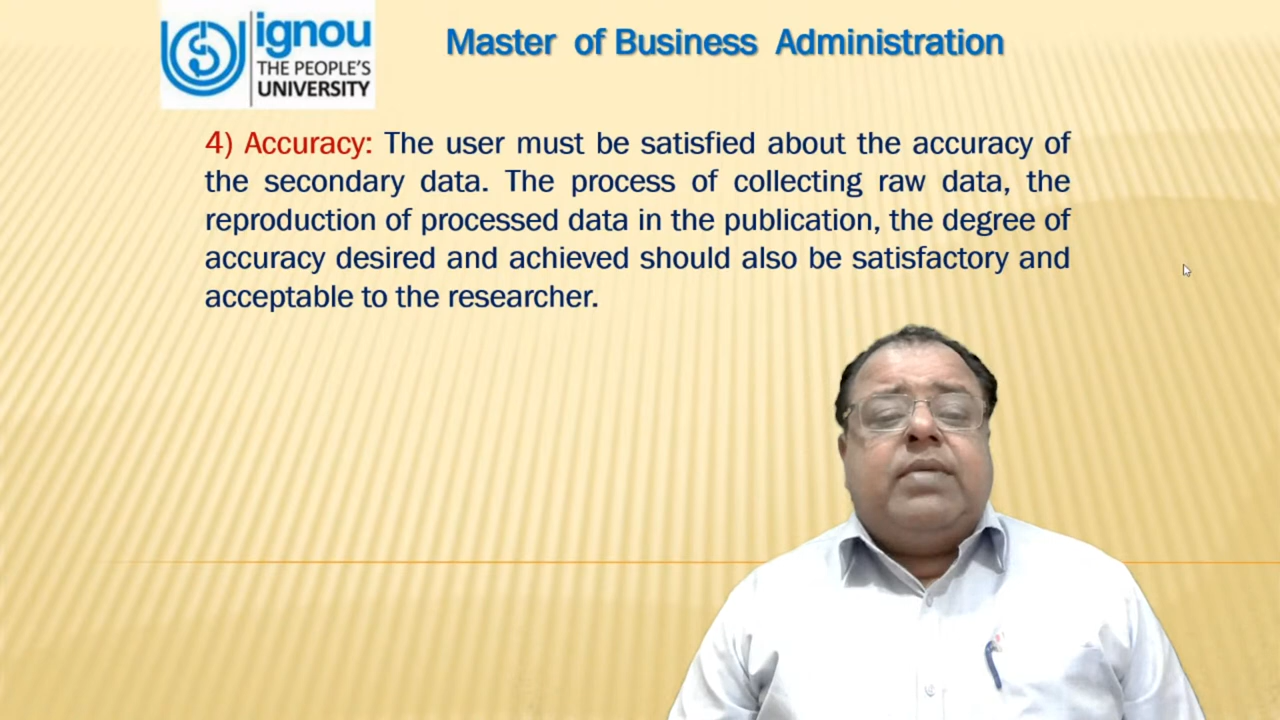 ignou
THE PEOPLE'S
UNIVERSITY
Master of Business Administration
4) Accuracy: The user must be satisfied about the accuracy of
the secondary data. The process of collecting raw data, the
reproduction of processed data in the publication, the degree of
accuracy desired and achieved should also be satisfactory and
acceptable to the researcher.